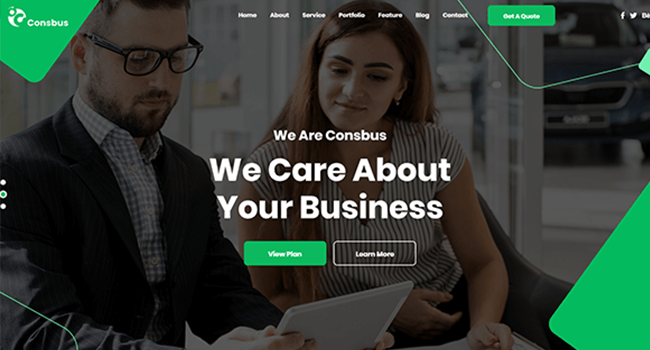 Consbus
Home About Service Portfolio Feature Blog Contact Get A Quote
We Are Consbus
We Care About
Your Business
View Plan Learn More